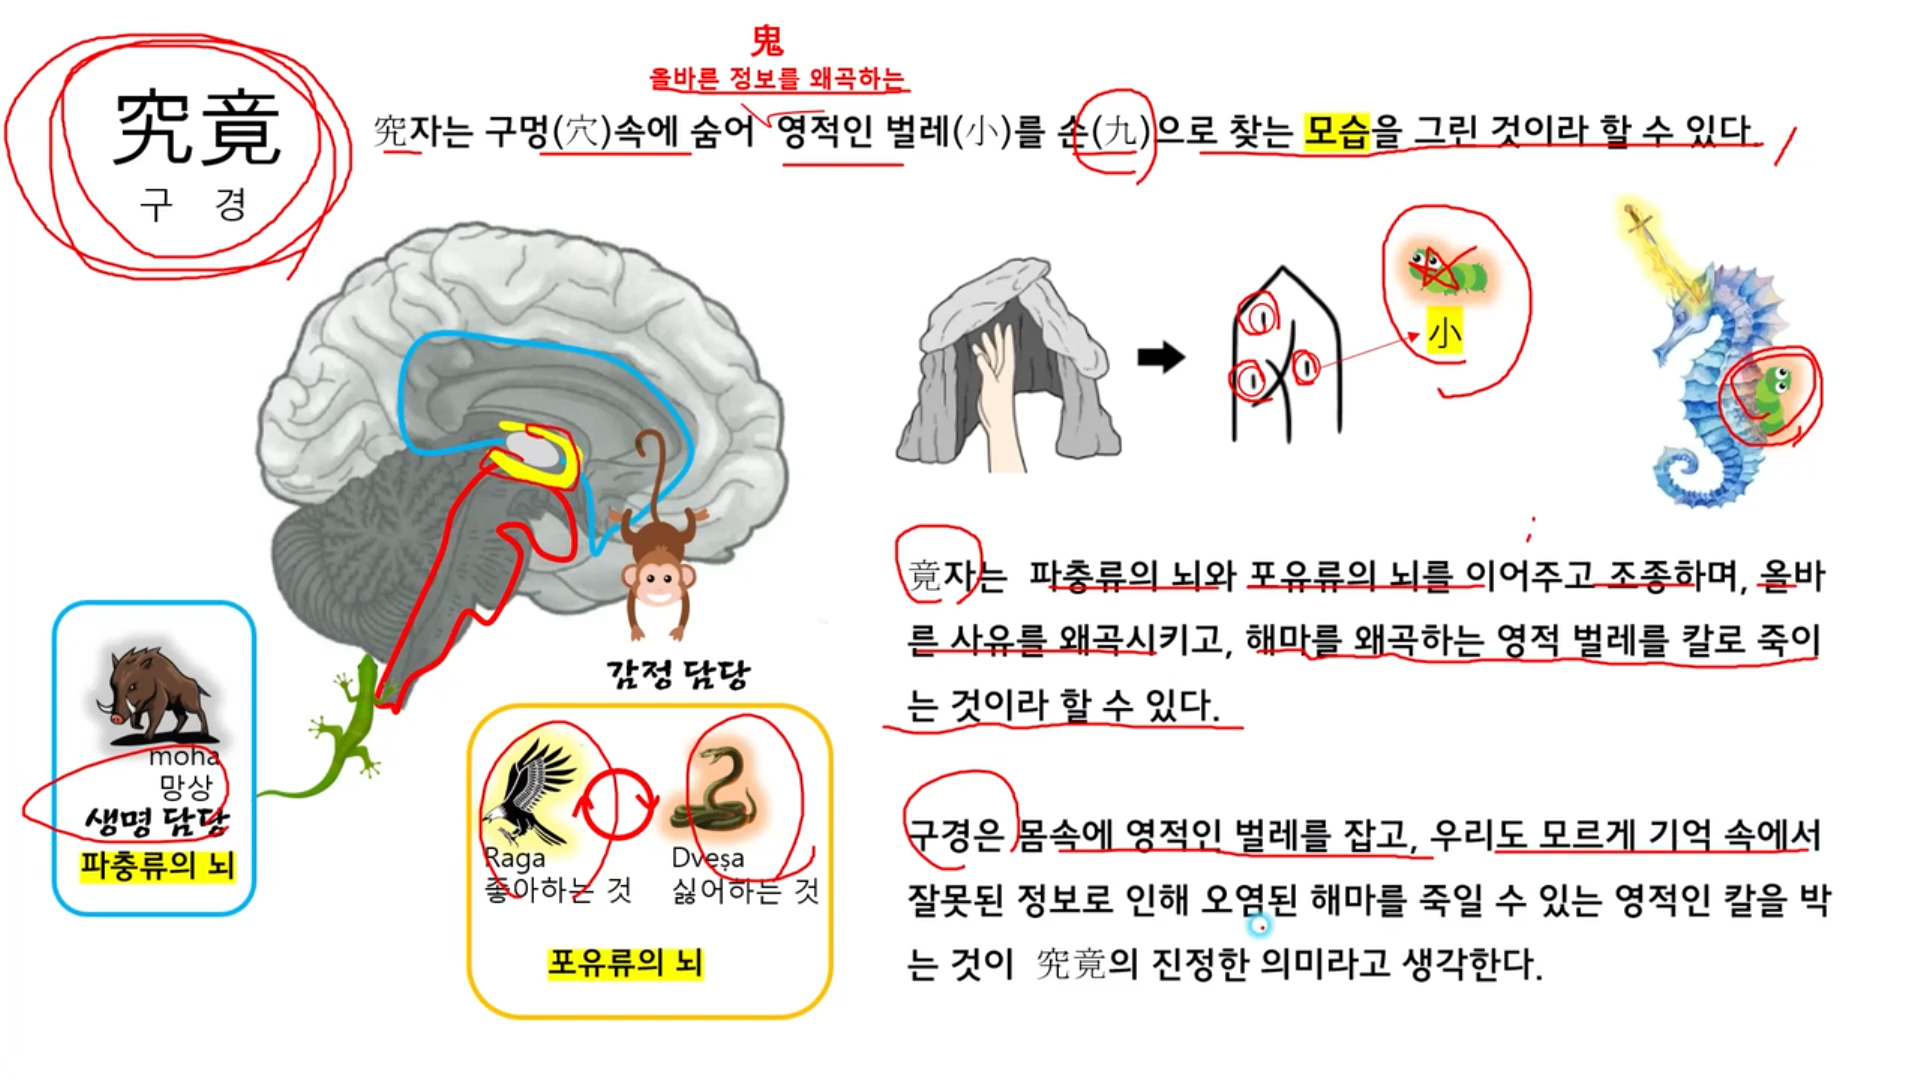 究竟
구 경
鬼
올바른 정보를 왜곡하는
究자는 구멍(穴)속에 숨어 영적인 벌레(小)를 손(九)으로 찾는 모습을 그린 것이라 할 수 있다.
小
竟자는 파충류의 뇌와 포유류의 뇌를 이어주고 조종하며, 올바
른 사유를 왜곡시키고, 해마를 왜곡하는 영적 벌레를 칼로 죽이
는 것이라 할 수 있다.
감정 담당
moha
망상
생명 담당
파충류의 뇌
Raga
좋아하는 것
Dveṣa
싫어하는 것
포유류의 뇌
구경은 몸속에 영적인 벌레를 잡고, 우리도 모르게 기억 속에서
잘못된 정보로 인해 오염된 해마를 죽일 수 있는 영적인 칼을 박
는 것이 究竟의 진정한 의미라고 생각한다.